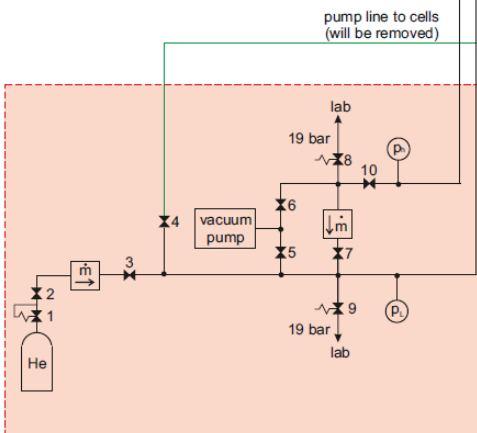 pump line to cells
(will be removed)
lab
19 bar
8
10
pₕ
6
4
vacuum
pump
↓ṁ
5
7
3
ṁ
→
2
1
9
pL
19 bar
He
lab